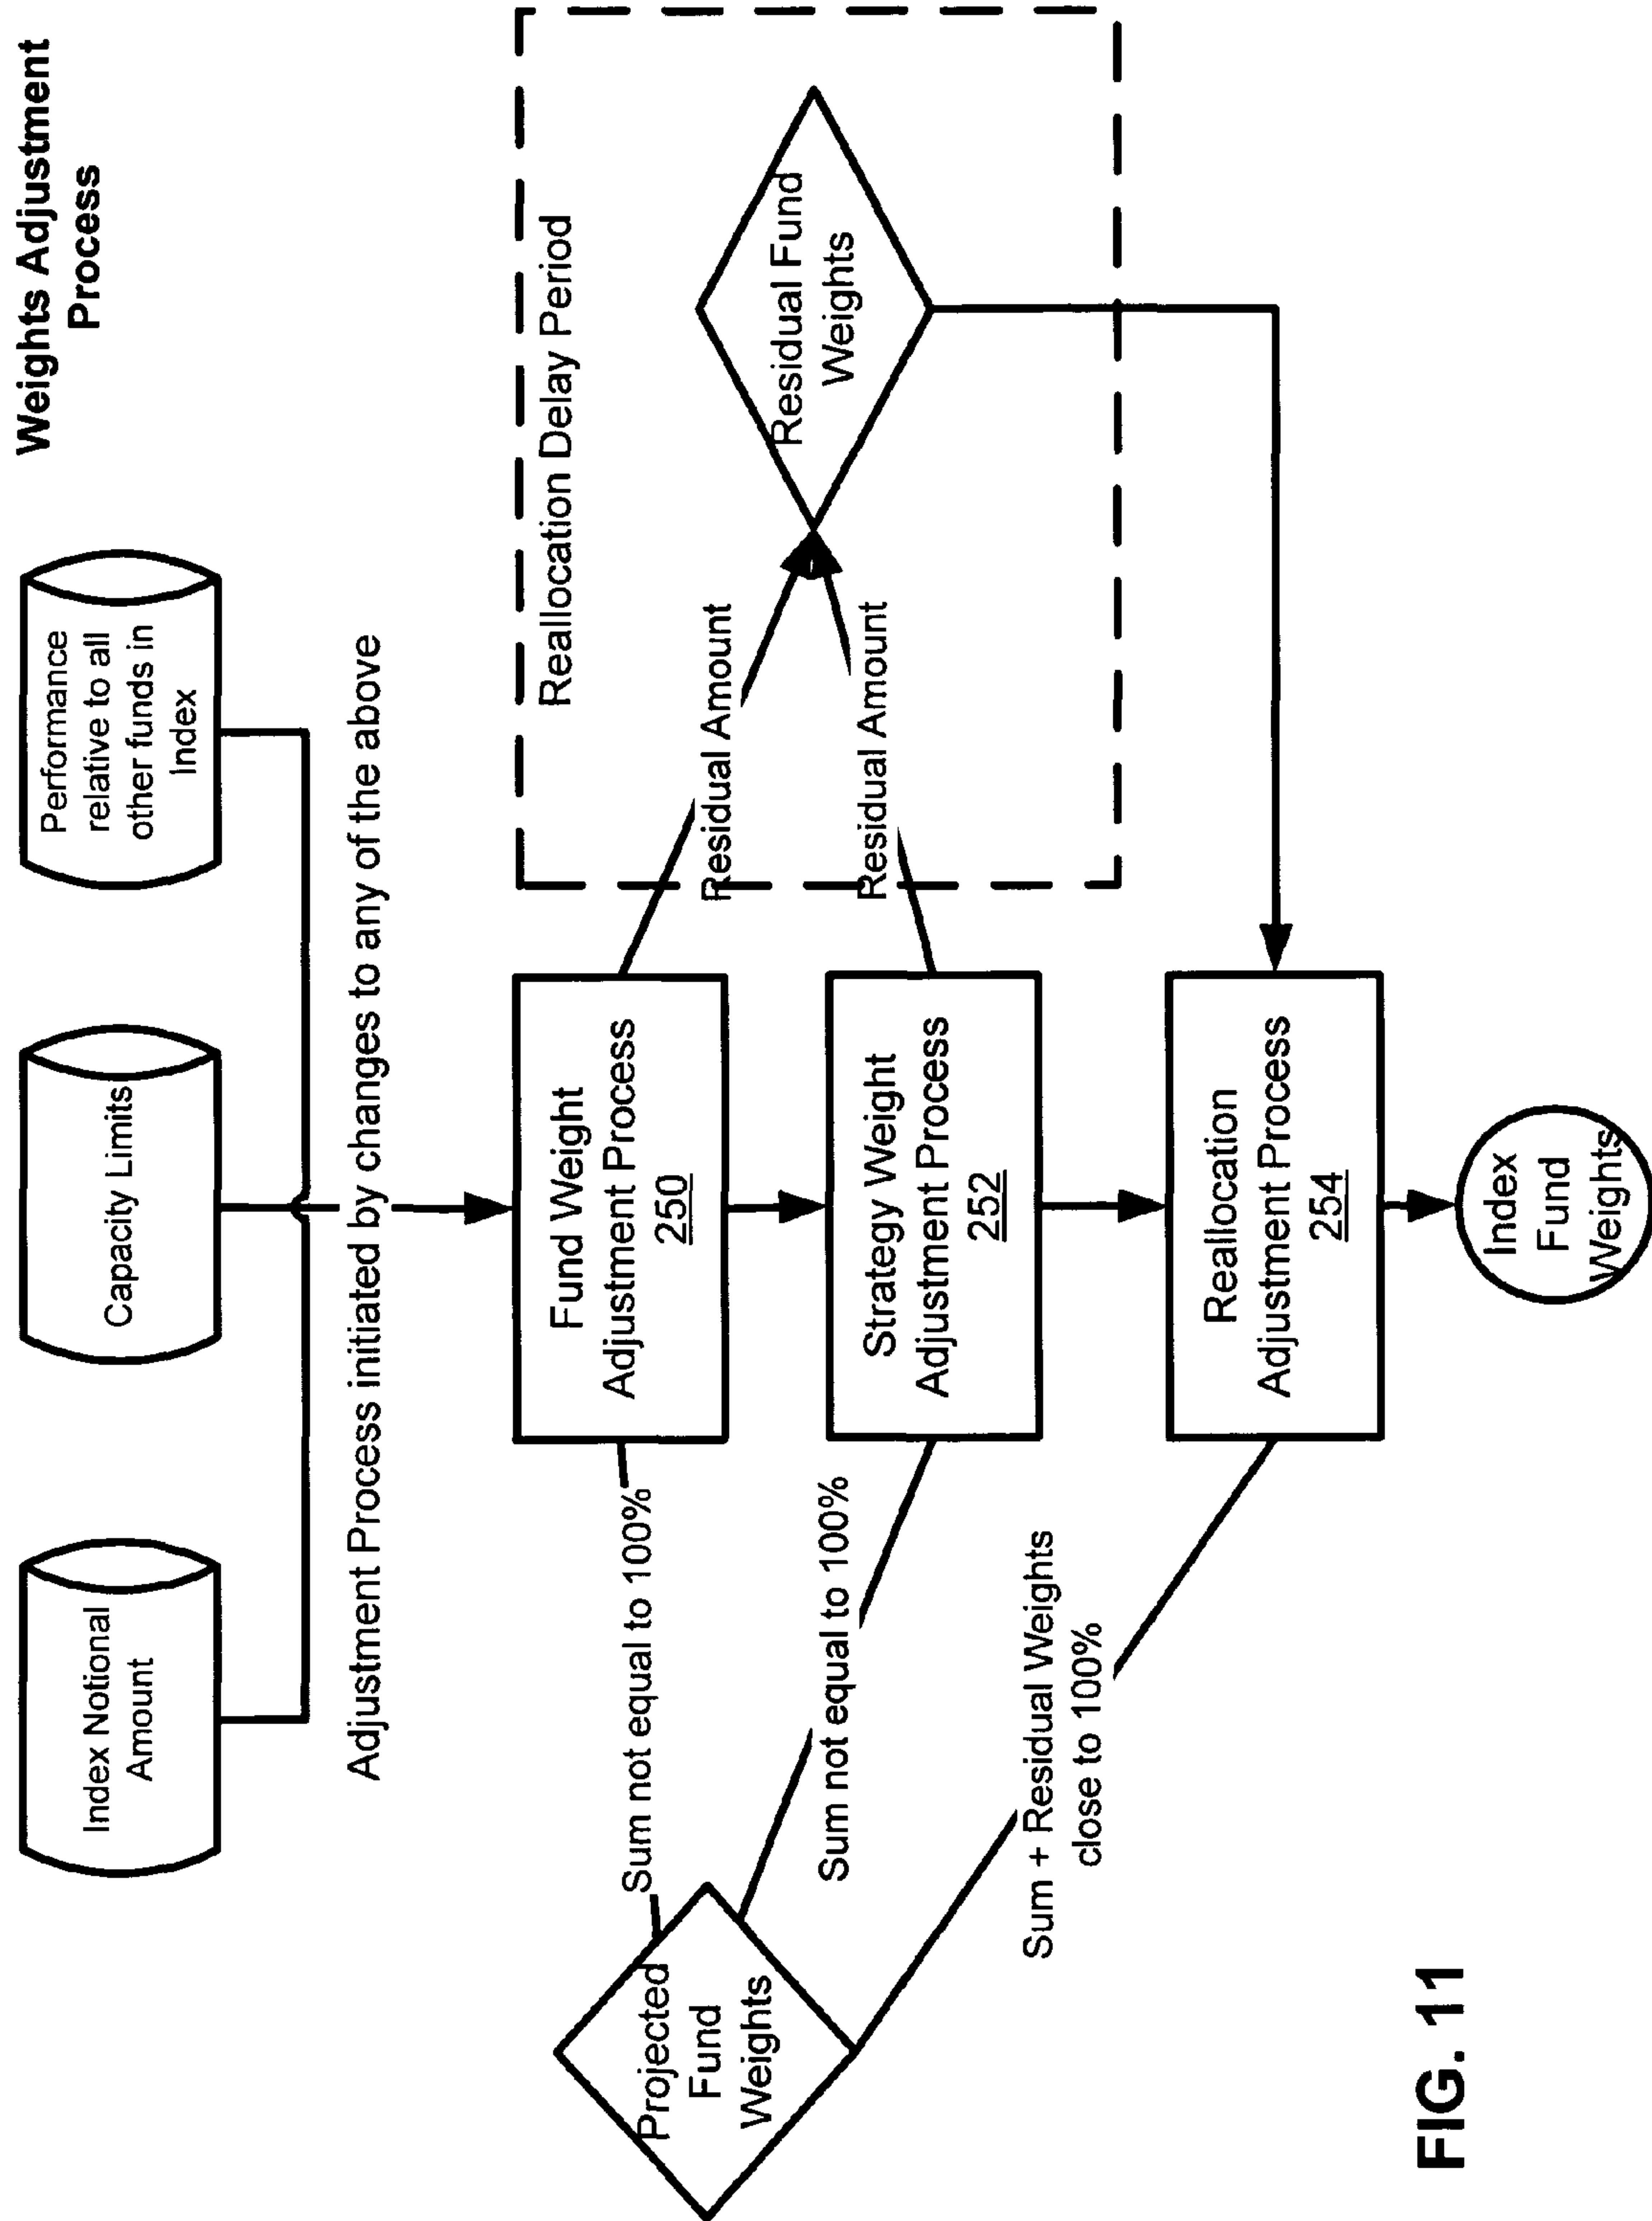 Weights Adjustment
Process
Index Notional
Amount
Capacity Limits
Performance
relative to all
other funds in
Index
Adjustment Process initiated by changes to any of the above
Reallocation Delay Period
Projected
Fund
Weights
Sum not equal to 100%
Fund Weight
Adjustment Process
250
Residual Amount
Residual Fund
Weights
Sum not equal to 100%
Strategy Weight
Adjustment Process
252
Residual Amount
Sum + Residual Weights
close to 100%
Reallocation
Adjustment Process
254
Index
Fund
Weights
FIG. 11